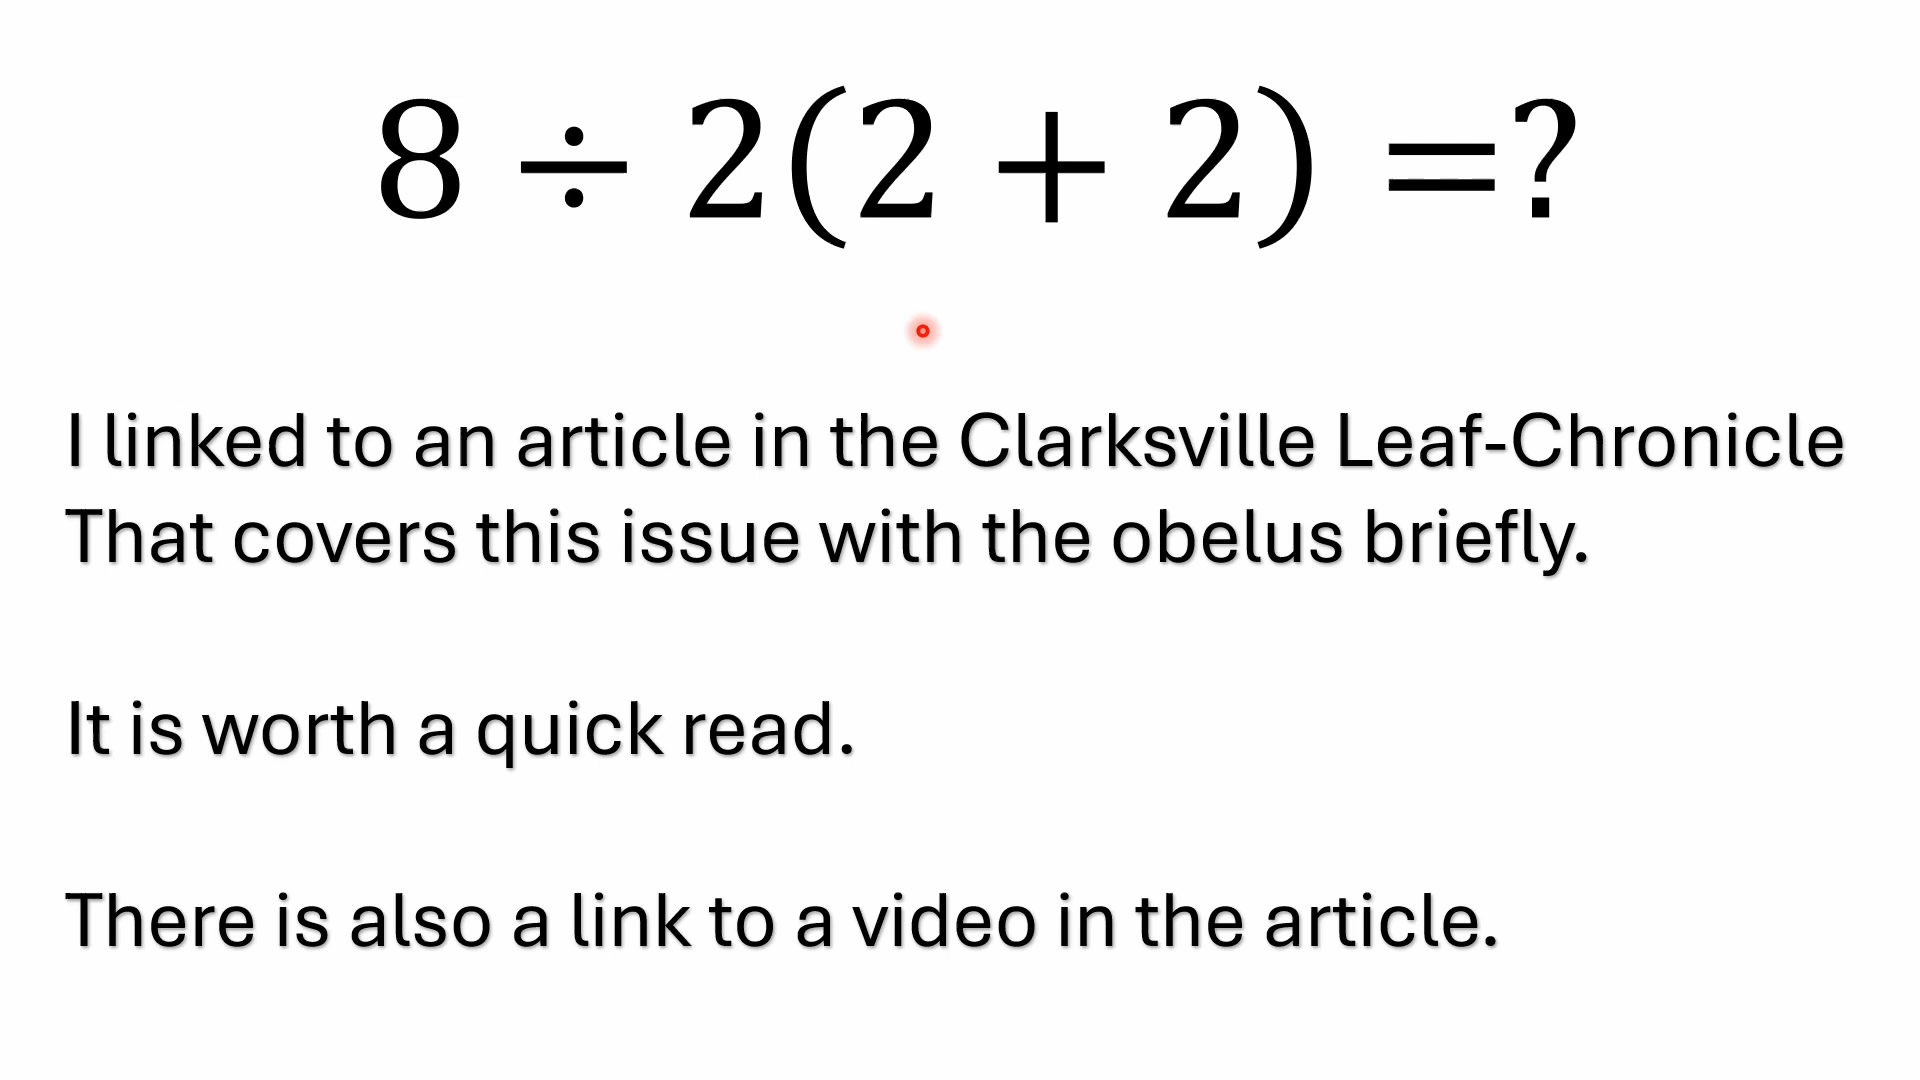 8 ÷ 2(2 + 2) =?
I linked to an article in the Clarksville Leaf-Chronicle
That covers this issue with the obelus briefly.
It is worth a quick read.
There is also a link to a video in the article.